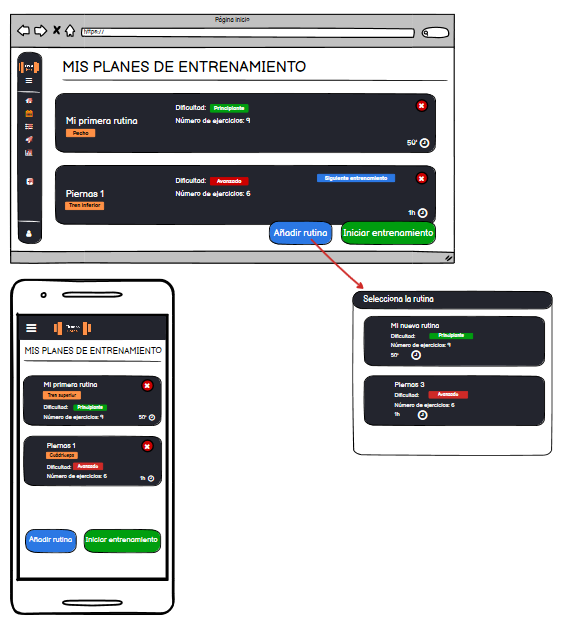 Página Inicio
https://
MIS PLANES DE ENTRENAMIENTO
Mi primera rutina
Pecho
Dificultad: Principiante
Número de ejercicios: 9
50'
Piernas 1
Tren inferior
Dificultad: Avanzado
Número de ejercicios: 6
Siguiente entrenamiento
1h
Añadir rutina
Iniciar entrenamiento
Selecciona la rutina
Mi nueva rutina
Dificultad: Principiante
Número de ejercicios: 9
50'
Piernas 3
Dificultad: Avanzado
Número de ejercicios: 6
1h
MIS PLANES DE ENTRENAMIENTO
Mi primera rutina
Tren superior
Dificultad: Principiante
Número de ejercicios: 9
50'
Piernas 1
Cuádriceps
Dificultad: Avanzado
Número de ejercicios: 6
1h
Añadir rutina
Iniciar entrenamiento